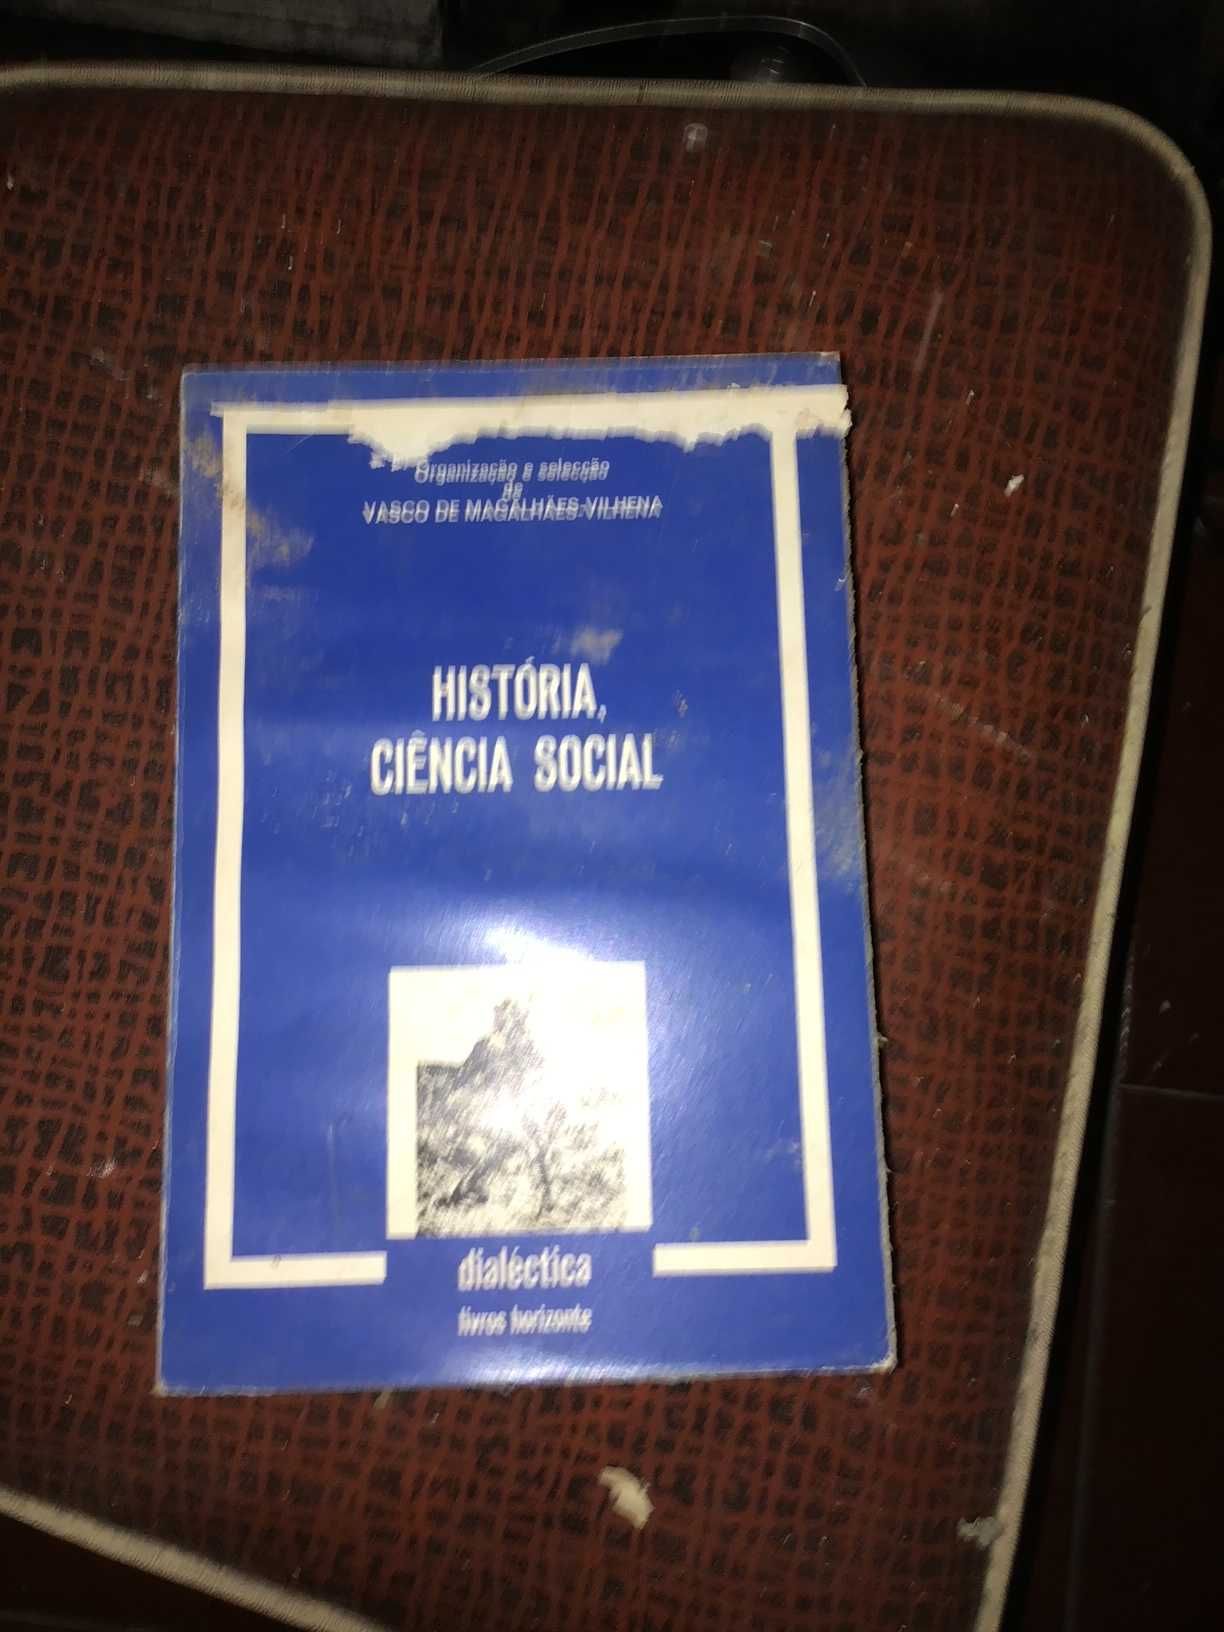 Organização e selecção
de
VASCO DE MAGALHÃES-VILHENA
HISTÓRIA,
CIÊNCIA SOCIAL
dialéctica
livros horizonte